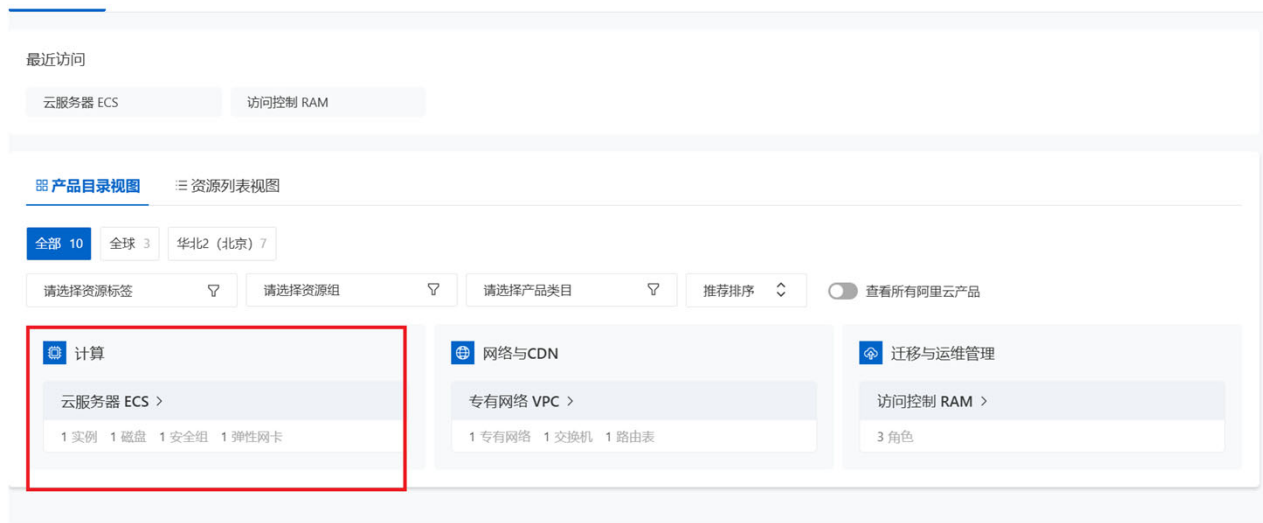 最近访问
云服务器 ECS 访问控制 RAM
产品目录视图 资源列表视图
全部 10 全球 3 华北2（北京）7
请选择资源标签 请选择资源组 请选择产品类目 推荐排序 查看所有阿里云产品
计算 网络与CDN 迁移与运维管理
云服务器 ECS > 专有网络 VPC > 访问控制 RAM >
1 实例 1 磁盘 1 安全组 1 弹性网卡 1 专有网络 1 交换机 1 路由表 3 角色